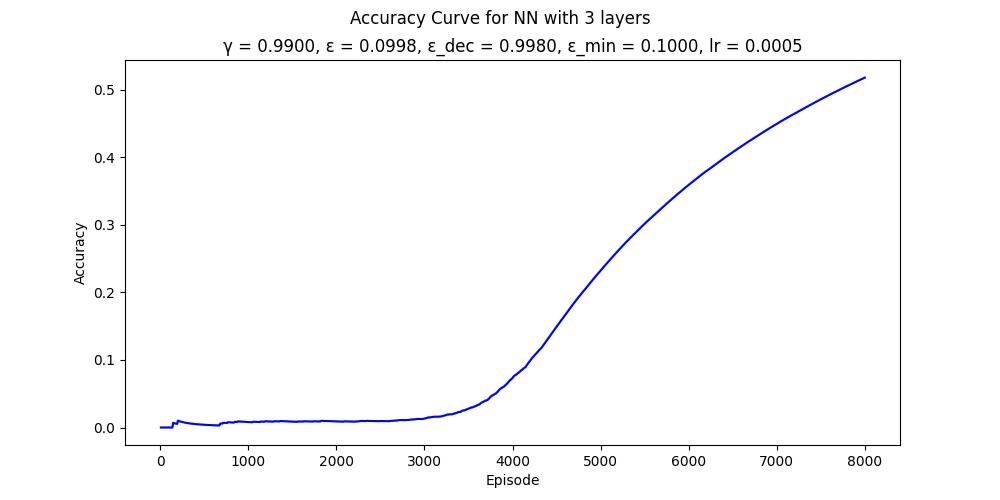 Accuracy Curve for NN with 3 layers
γ = 0.9900, ε = 0.0998, ε_dec = 0.9980, ε_min = 0.1000, lr = 0.0005
0.5
0.4
0.3
0.2
0.1
0.0
Accuracy
0 1000 2000 3000 4000 5000 6000 7000 8000
Episode